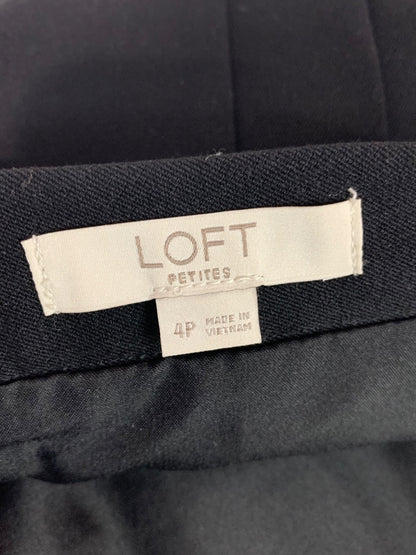 LOFT
PETITES
4P MADE IN
VIETNAM